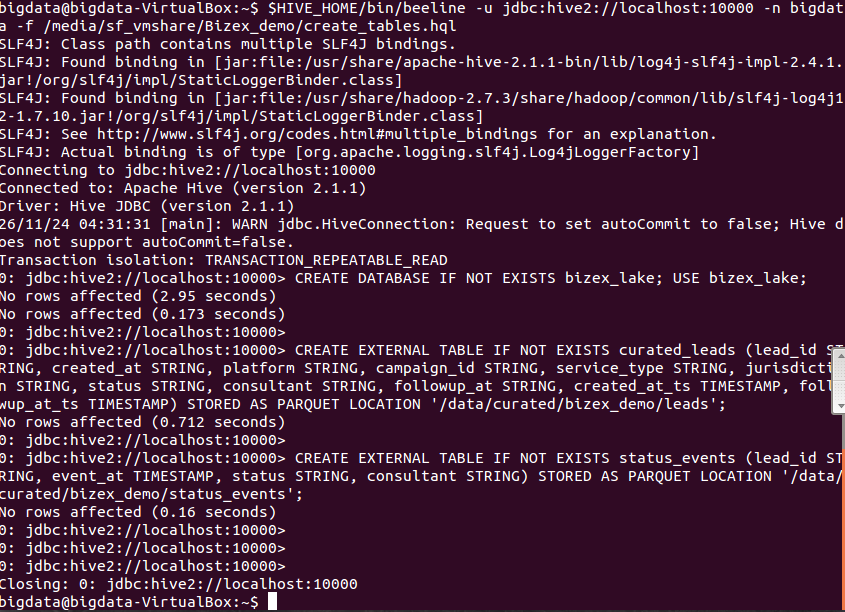 bigdata@bigdata-VirtualBox:~$ $HIVE_HOME/bin/beeline -u jdbc:hive2://localhost:10000 -n bigdat
a -f /media/sf_vmshare/Bizex_demo/create_tables.hql
SLF4J: Class path contains multiple SLF4J bindings.
SLF4J: Found binding in [jar:file:/usr/share/apache-hive-2.1.1-bin/lib/log4j-slf4j-impl-2.4.1.
jar!/org/slf4j/impl/StaticLoggerBinder.class]
SLF4J: Found binding in [jar:file:/usr/share/hadoop-2.7.3/share/hadoop/common/lib/slf4j-log4j1
2-1.7.10.jar!/org/slf4j/impl/StaticLoggerBinder.class]
SLF4J: See http://www.slf4j.org/codes.html#multiple_bindings for an explanation.
SLF4J: Actual binding is of type [org.apache.logging.slf4j.Log4jLoggerFactory]
Connecting to jdbc:hive2://localhost:10000
Connected to: Apache Hive (version 2.1.1)
Driver: Hive JDBC (version 2.1.1)
26/11/24 04:31:31 [main]: WARN jdbc.HiveConnection: Request to set autoCommit to false; Hive d
oes not support autoCommit=false.
Transaction isolation: TRANSACTION_REPEATABLE_READ
0: jdbc:hive2://localhost:10000> CREATE DATABASE IF NOT EXISTS bizex_lake; USE bizex_lake;
No rows affected (2.95 seconds)
No rows affected (0.173 seconds)
0: jdbc:hive2://localhost:10000>
0: jdbc:hive2://localhost:10000> CREATE EXTERNAL TABLE IF NOT EXISTS curated_leads (lead_id ST
RING, created_at STRING, platform STRING, campaign_id STRING, service_type STRING, jurisdictio
n STRING, status STRING, consultant STRING, followup_at STRING, created_at_ts TIMESTAMP, follo
wup_at_ts TIMESTAMP) STORED AS PARQUET LOCATION '/data/curated/bizex_demo/leads';
No rows affected (0.712 seconds)
0: jdbc:hive2://localhost:10000>
0: jdbc:hive2://localhost:10000> CREATE EXTERNAL TABLE IF NOT EXISTS status_events (lead_id ST
RING, event_at TIMESTAMP, status STRING, consultant STRING) STORED AS PARQUET LOCATION '/data/
curated/bizex_demo/status_events';
No rows affected (0.16 seconds)
0: jdbc:hive2://localhost:10000>
0: jdbc:hive2://localhost:10000>
0: jdbc:hive2://localhost:10000>
Closing: 0: jdbc:hive2://localhost:10000
bigdata@bigdata-VirtualBox:~$